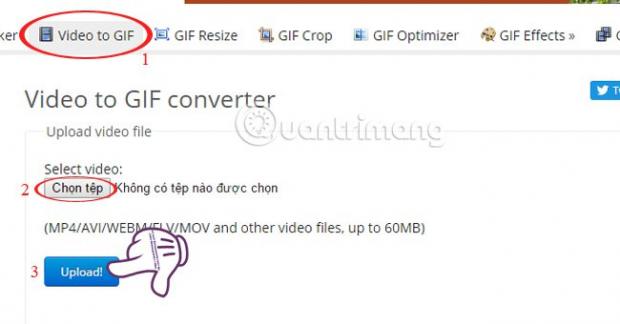 ker Video to GIF GIF Resize GIF Crop GIF Optimizer GIF Effects »
1
Video to GIF converter
Upload video file
Quantrimang
Select video:
2 Chọn tệp Không có tệp nào được chọn
(MP4/AVI/WEBM/FLV/MOV and other video files, up to 60MB)
3 Upload!